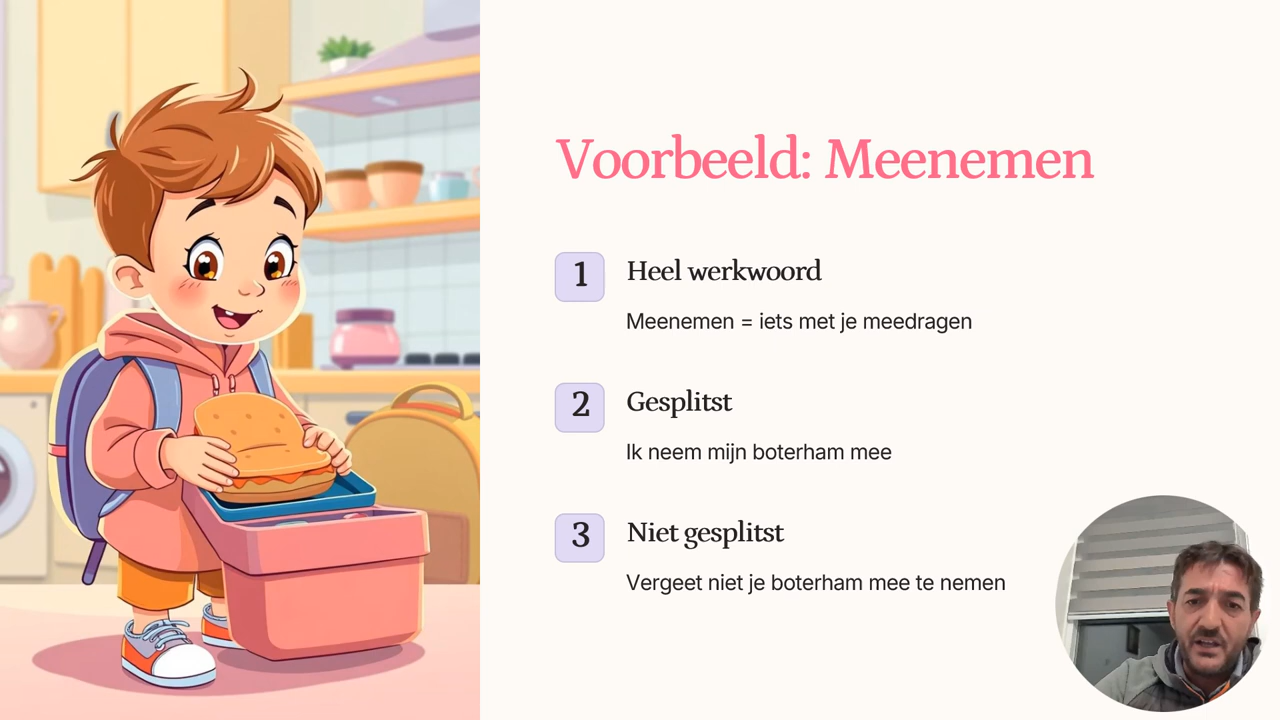 Voorbeeld: Meenemen
1
Heel werkwoord
Meenemen = iets met je meedragen
2
Gesplitst
Ik neem mijn boterham mee
3
Niet gesplitst
Vergeet niet je boterham mee te nemen